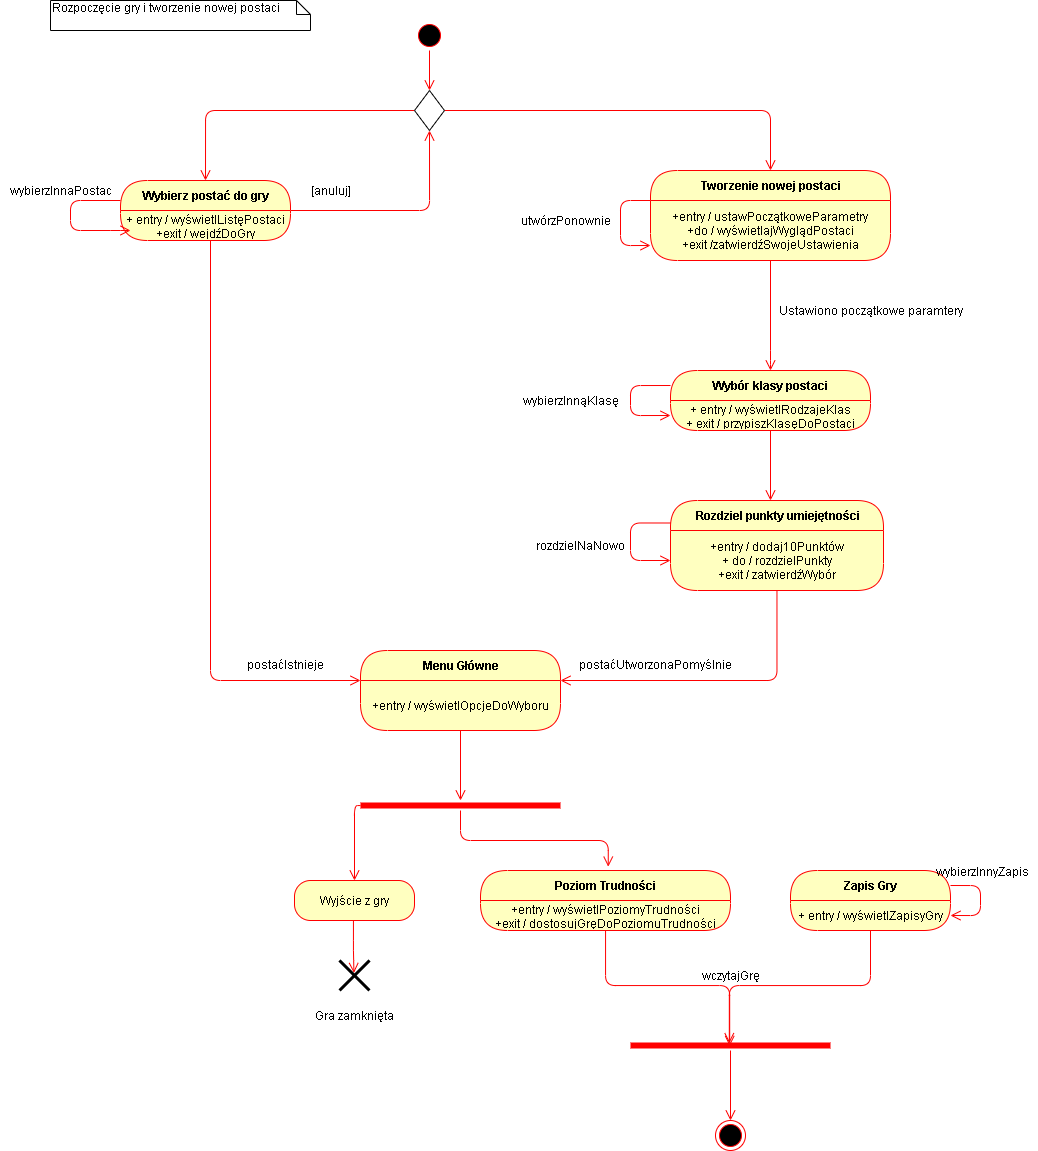 Rozpoczęcie gry i tworzenie nowej postaci
wybierzInnaPostac
Wybierz postać do gry
+ entry / wyświetlListęPostaci
+exit / wejdźDoGry
[anuluj]
Tworzenie nowej postaci
+entry / ustawPoczątkoweParametry
+do / wyświetlajWyglądPostaci
+exit /zatwierdźSwojeUstawienia
utwórzPonownie
Ustawiono początkowe paramtery
Wybór klasy postaci
+ entry / wyświetlRodzajeKlas
+ exit / przypiszKlasęDoPostaci
wybierzInnąKlasę
Rozdziel punkty umiejętności
+entry / dodaj10Punktów
+ do / rozdzielPunkty
+exit / zatwierdźWybór
rozdzielNaNowo
postaćIstnieje
Menu Główne
+entry / wyświetlOpcjeDoWyboru
postaćUtworzonaPomyślnie
Wyjście z gry
Gra zamknięta
Poziom Trudności
+entry / wyświetlPoziomyTrudności
+exit / dostosujGręDoPoziomuTrudności
Zapis Gry
+ entry / wyświetlZapisyGry
wybierzInnyZapis
wczytajGrę